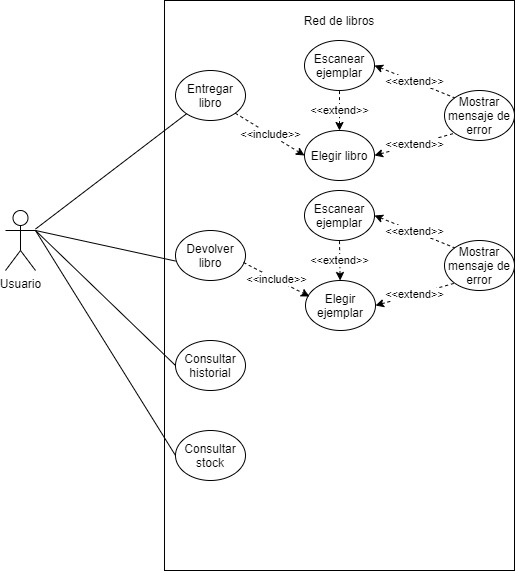 Red de libros
Escanear
ejemplar
<<extend>>
Entregar
libro
<<extend>>
Mostrar
mensaje de
error
<<include>>
<<extend>>
Elegir libro
Escanear
ejemplar
<<extend>>
Usuario
Devolver
libro
<<extend>>
Mostrar
mensaje de
error
<<include>>
<<extend>>
Elegir
ejemplar
Consultar
historial
Consultar
stock